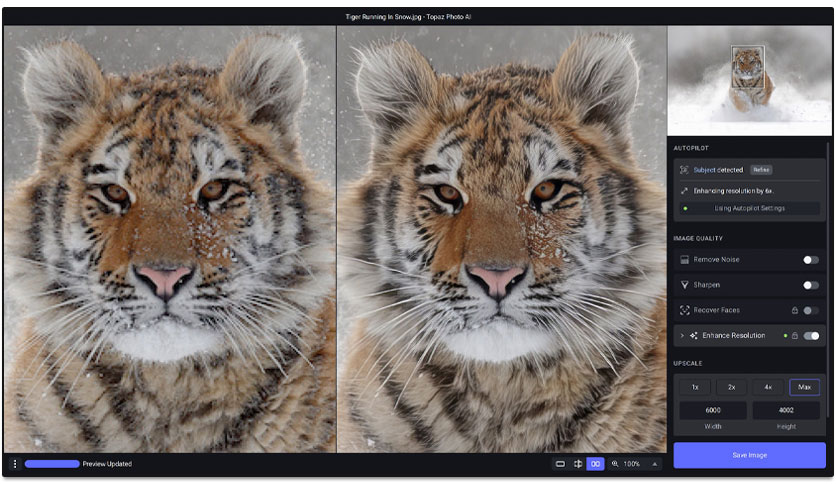 Tiger Running In Snow.jpg - Topaz Photo AI
AUTOPILOT
Subject detected Refine
Enhancing resolution by 6x.
Using Autopilot Settings
IMAGE QUALITY
Remove Noise
Sharpen
Recover Faces
Enhance Resolution
UPSCALE
1x 2x 4x Max
6000 4002
Width Height
Save Image
Preview Updated
100%